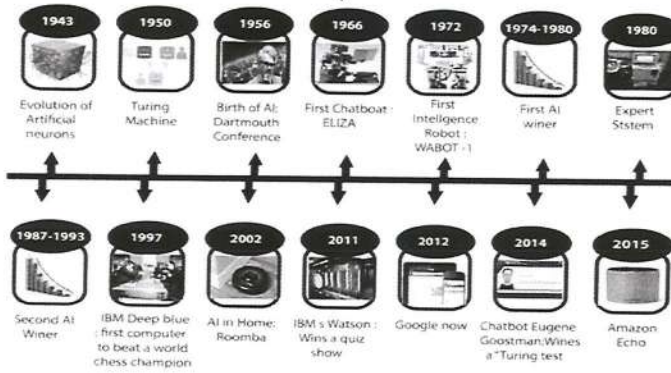 1943
1950
1956
1966
1972
1974-1980
1980
Evolution of
Artificial
neurons
Turing
Machine
Birth of AI:
Dartmouth
Conference
First Chatboat :
ELIZA
First
Intellgence
Robot :
WABOT -1
First AI
winer
Expert
Ststem
1987-1993
1997
2002
2011
2012
2014
2015
Second AI
Winer
IBM Deep blue
: first computer
to beat a world
chess champion
AI in Home:
Roomba
IBM s Watson :
Wins a quiz
show
Google now
Chatbot Eugene
Goostman;Wines
a "Turing test
Amazon
Echo